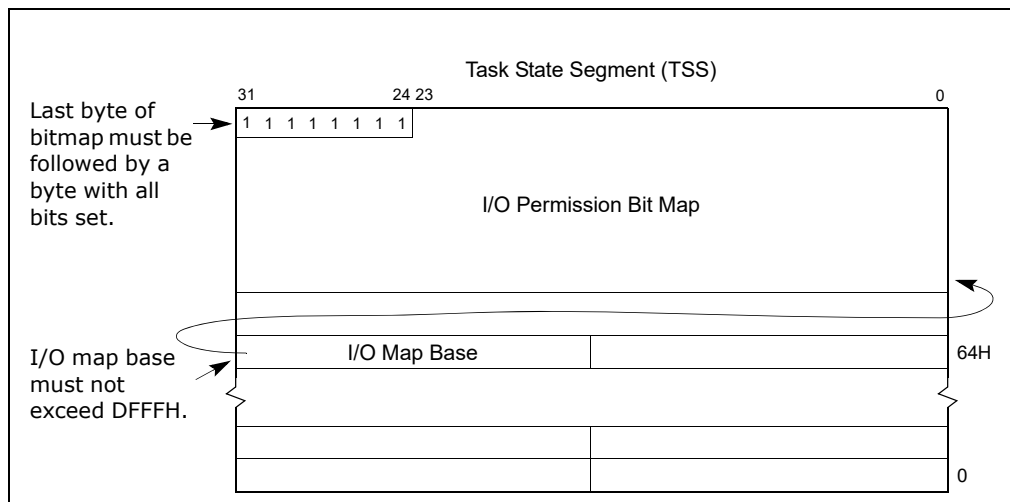 Task State Segment (TSS)
31 24 23 0
Last byte of
bitmap must be
followed by a
byte with all
bits set.
1 1 1 1 1 1 1 1
I/O Permission Bit Map
I/O map base
must not
exceed DFFFH.
I/O Map Base
64H
0